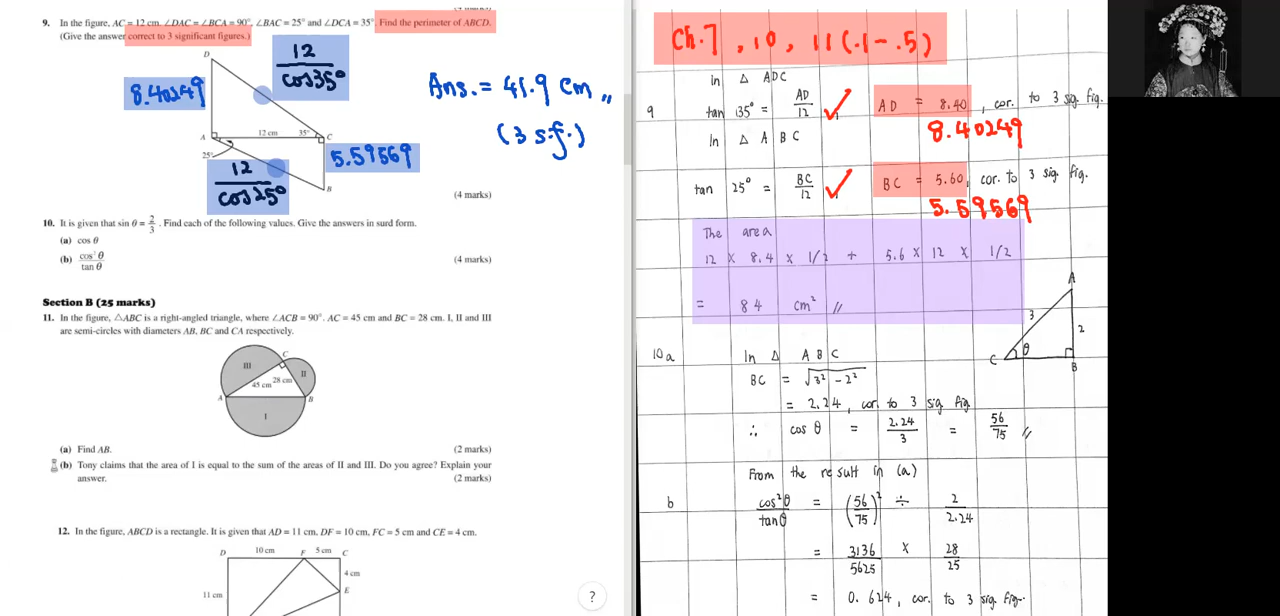 9. In the figure, AC = 12 cm. ∠DAC = ∠BCA = 90°, ∠BAC = 25° and ∠DCA = 35°. Find the perimeter of ABCD.
(Give the answer correct to 3 significant figures.)
D
12
cos35°
8.40249
A
12 cm
35°
C
25°
5.59569
12
cos25°
B
Ans. = 41.9 cm
(3 s.f.)
(4 marks)
10. It is given that sin θ = 2/3. Find each of the following values. Give the answers in surd form.
(a) cos θ
(b) cos²θ / tan θ
(4 marks)
Section B (25 marks)
11. In the figure, △ABC is a right-angled triangle, where ∠ACB = 90°. AC = 45 cm and BC = 28 cm. I, II and III
are semi-circles with diameters AB, BC and CA respectively.
C
III
II
28 cm
45 cm
A
B
I
(a) Find AB.
(2 marks)
(b) Tony claims that the area of I is equal to the sum of the areas of II and III. Do you agree? Explain your
answer.
(2 marks)
12. In the figure, ABCD is a rectangle. It is given that AD = 11 cm, DF = 10 cm, FC = 5 cm and CE = 4 cm.
D
10 cm
F
5 cm
C
4 cm
E
11 cm
?
Ch.7 , 10 , 11 (.1 - .5)
In △ ADC
9
tan 35° = AD/12
AD = 8.40 , cor. to 3 sig. fig.
8.40249
In △ ABC
tan 25° = BC/12
BC = 5.60, cor. to 3 sig fig.
5.59569
The area
12 × 8.4 × 1/2 + 5.6 × 12 × 1/2
= 84 cm²
A
3
2
C
θ
B
10a
In △ ABC
BC = √3² - 2²
= 2.24, cor. to 3 sig fig
∴ cos θ = 2.24/3 = 56/75
From the result in (a)
b
cos²θ/tanθ = (56/75)² ÷ 2/2.24
= 3136/5625 × 28/25
= 0.624, cor. to 3 sig fig.